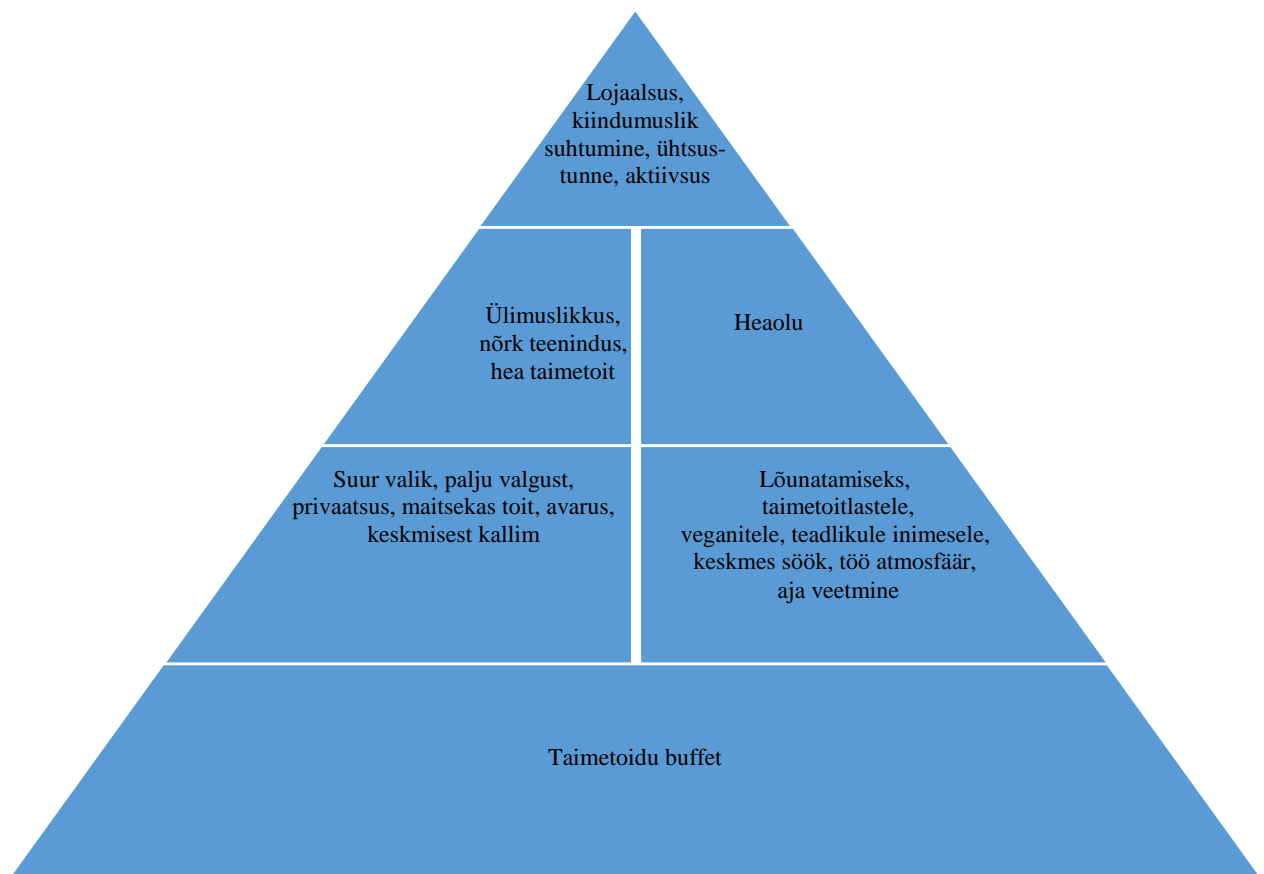 Lojaalsus,
kiindumuslik
suhtumine, ühtsus-
tunne, aktiivsus
Ülimuslikkus,
nõrk teenindus,
hea taimetoit
Heaolu
Suur valik, palju valgust,
privaatsus, maitsekas toit, avarus,
keskmisest kallim
Lõunatamiseks,
taimetoitlastele,
veganitele, teadlikule inimesele,
keskmes söök, töö atmosfäär,
aja veetmine
Taimetoidu buffet